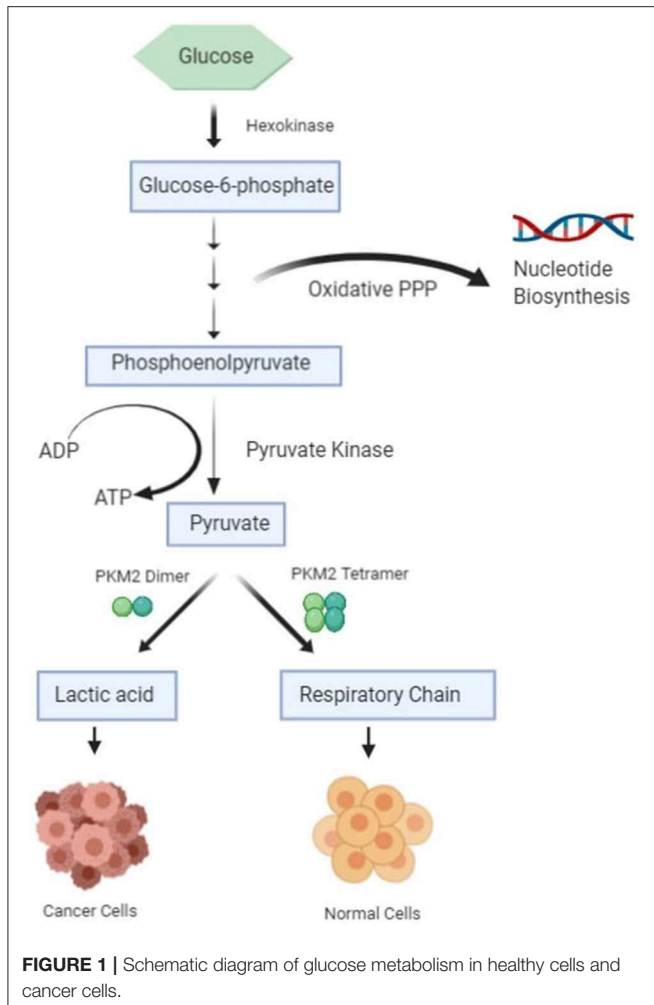 Glucose
Hexokinase
Glucose-6-phosphate
Oxidative PPP
Nucleotide
Biosynthesis
Phosphoenolpyruvate
ADP
Pyruvate Kinase
ATP
Pyruvate
PKM2 Dimer
PKM2 Tetramer
Lactic acid
Respiratory Chain
Cancer Cells
Normal Cells
FIGURE 1 | Schematic diagram of glucose metabolism in healthy cells and
cancer cells.